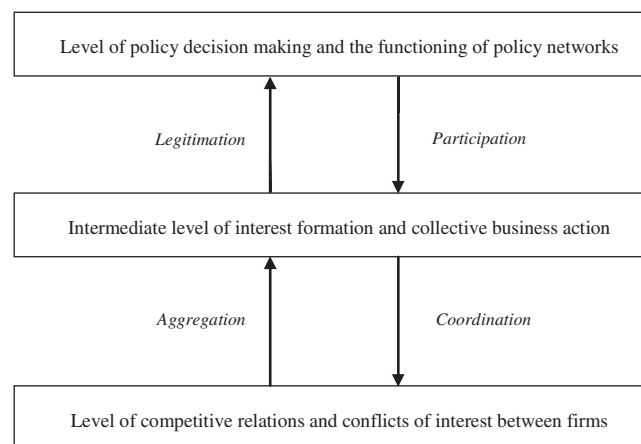 Level of policy decision making and the functioning of policy networks
Legitimation
Participation
Intermediate level of interest formation and collective business action
Aggregation
Coordination
Level of competitive relations and conflicts of interest between firms